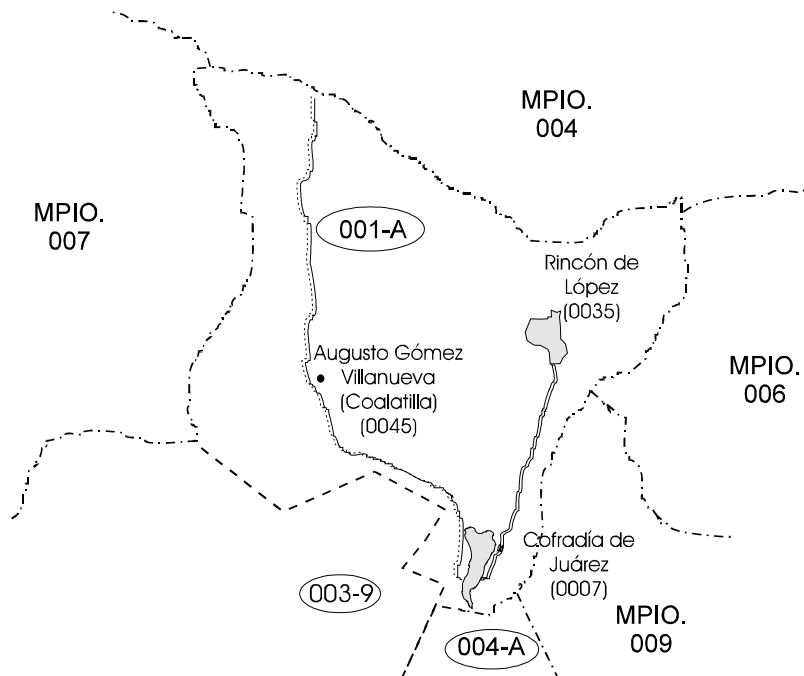 MPIO.
004
MPIO.
007
001-A
Rincón de
López
(0035)
Augusto Gómez
Villanueva
(Coalatilla)
(0045)
MPIO.
006
Cofradía de
Juárez
(0007)
003-9
MPIO.
009
004-A